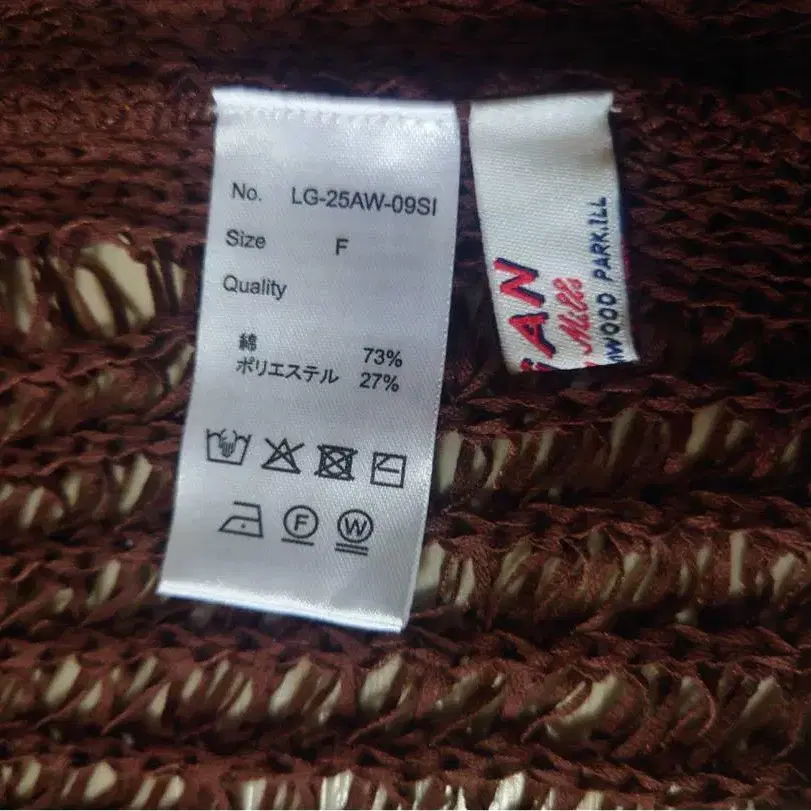 No. LG-25AW-09SI
Size F
Quality
綿 73%
ポリエステル 27%
F W
AN
Mills
WOOD PARK.ILL